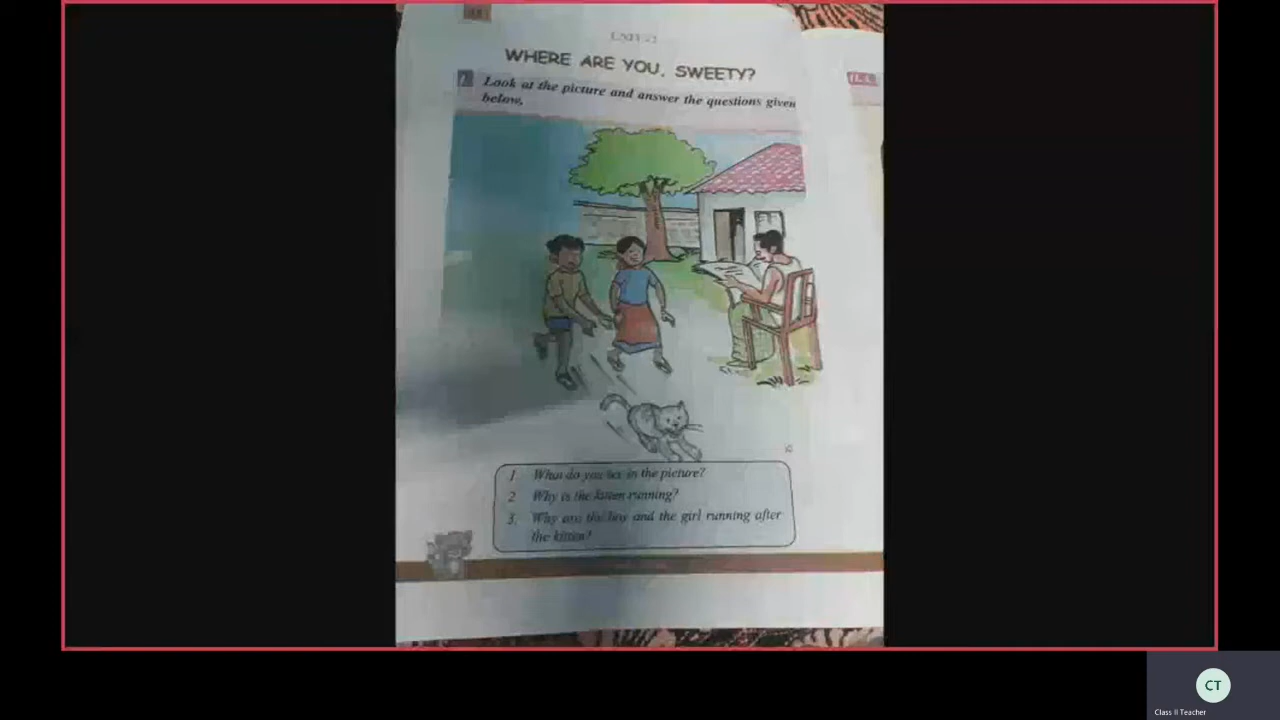 WHERE ARE YOU, SWEETY?
Look at the picture and answer the questions given
below,
1 What do you see in the picture?
2 Why is the kitten running?
3. Why are the boy and the girl running after
the kitten?
CT
Class II Teacher